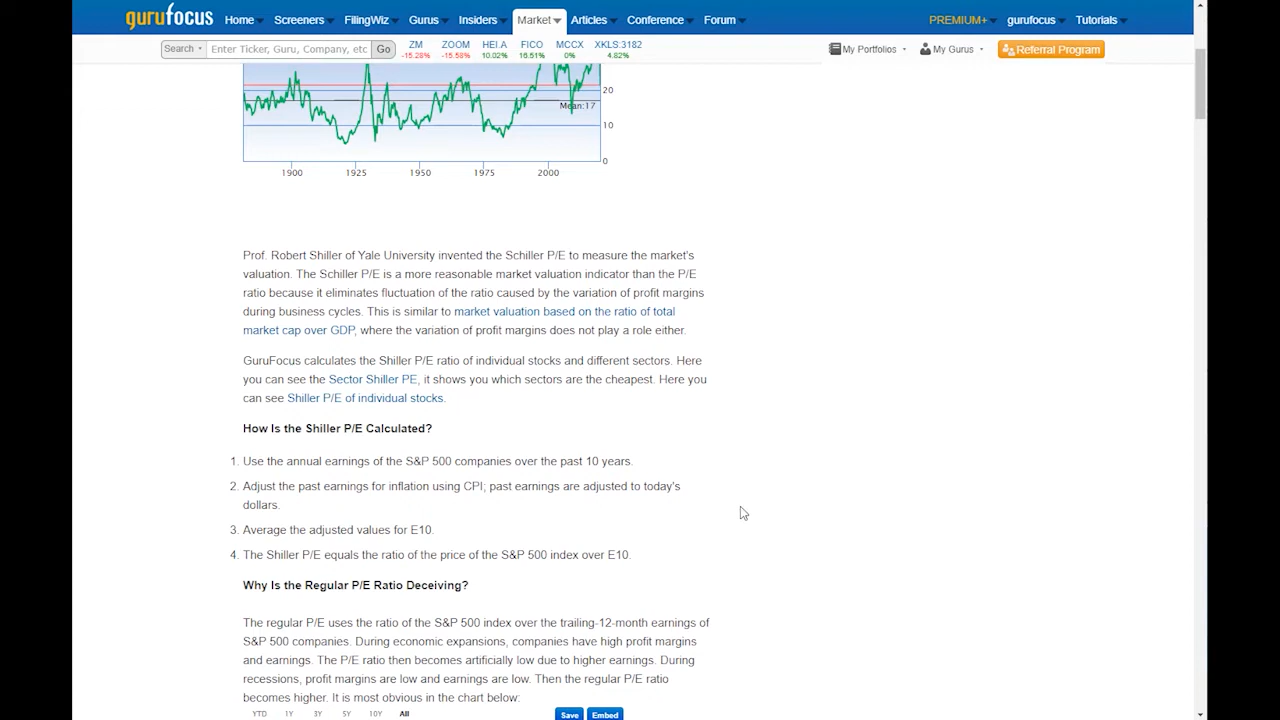 gurufocus
Home Screeners FilingWiz Gurus Insiders Market Articles Conference Forum PREMIUM+ gurufocus Tutorials
Search Enter Ticker, Guru, Company, etc Go
ZM ZOOM HEI.A FICO MCCX XKLS:3182
-15.28% -15.58% 10.02% 16.51% 0% 4.82%
My Portfolios My Gurus Referral Program
20
Mean:17
10
0
1900 1925 1950 1975 2000
Prof. Robert Shiller of Yale University invented the Schiller P/E to measure the market's
valuation. The Schiller P/E is a more reasonable market valuation indicator than the P/E
ratio because it eliminates fluctuation of the ratio caused by the variation of profit margins
during business cycles. This is similar to market valuation based on the ratio of total
market cap over GDP, where the variation of profit margins does not play a role either.
GuruFocus calculates the Shiller P/E ratio of individual stocks and different sectors. Here
you can see the Sector Shiller PE, it shows you which sectors are the cheapest. Here you
can see Shiller P/E of individual stocks.
How Is the Shiller P/E Calculated?
1. Use the annual earnings of the S&P 500 companies over the past 10 years.
2. Adjust the past earnings for inflation using CPI; past earnings are adjusted to today's
dollars.
3. Average the adjusted values for E10.
4. The Shiller P/E equals the ratio of the price of the S&P 500 index over E10.
Why Is the Regular P/E Ratio Deceiving?
The regular P/E uses the ratio of the S&P 500 index over the trailing-12-month earnings of
S&P 500 companies. During economic expansions, companies have high profit margins
and earnings. The P/E ratio then becomes artificially low due to higher earnings. During
recessions, profit margins are low and earnings are low. Then the regular P/E ratio
becomes higher. It is most obvious in the chart below:
YTD 1Y 3Y 5Y 10Y All Save Embed